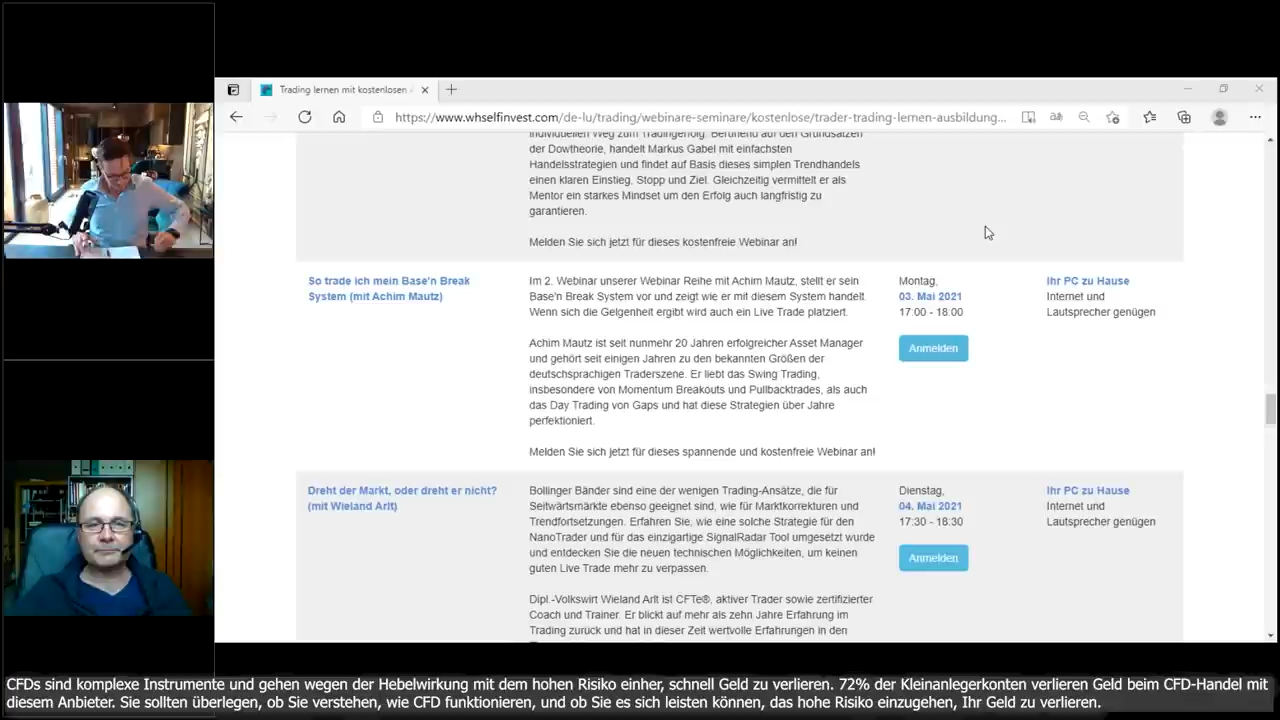 Trading lernen mit kostenlosen
https://www.whselfinvest.com/de-lu/trading/webinare-seminare/kostenlose/trader-trading-lernen-ausbildung...
individuellen Weg zum Tradingerfolg. Beruhend auf den Grundsätzen
der Dowtheorie, handelt Markus Gabel mit einfachsten
Handelsstrategien und findet auf Basis dieses simplen Trendhandels
einen klaren Einstieg, Stopp und Ziel. Gleichzeitig vermittelt er als
Mentor ein starkes Mindset um den Erfolg auch langfristig zu
garantieren.
Melden Sie sich jetzt für dieses kostenfreie Webinar an!
So trade ich mein Base'n Break
System (mit Achim Mautz)
Im 2. Webinar unserer Webinar Reihe mit Achim Mautz, stellt er sein
Base'n Break System vor und zeigt wie er mit diesem System handelt.
Wenn sich die Gelgenheit ergibt wird auch ein Live Trade platziert.
Achim Mautz ist seit nunmehr 20 Jahren erfolgreicher Asset Manager
und gehört seit einigen Jahren zu den bekannten Größen der
deutschsprachigen Traderszene. Er liebt das Swing Trading,
insbesondere von Momentum Breakouts und Pullbacktrades, als auch
das Day Trading von Gaps und hat diese Strategien über Jahre
perfektioniert.
Melden Sie sich jetzt für dieses spannende und kostenfreie Webinar an!
Montag,
03. Mai 2021
17:00 - 18:00
Anmelden
Ihr PC zu Hause
Internet und
Lautsprecher genügen
Dreht der Markt, oder dreht er nicht?
(mit Wieland Arlt)
Bollinger Bänder sind eine der wenigen Trading-Ansätze, die für
Seitwärtsmärkte ebenso geeignet sind, wie für Marktkorrekturen und
Trendfortsetzungen. Erfahren Sie, wie eine solche Strategie für den
NanoTrader und für das einzigartige SignalRadar Tool umgesetzt wurde
und entdecken Sie die neuen technischen Möglichkeiten, um keinen
guten Live Trade mehr zu verpassen.
Dipl.-Volkswirt Wieland Arlt ist CFTe®, aktiver Trader sowie zertifizierter
Coach und Trainer. Er blickt auf mehr als zehn Jahre Erfahrung im
Trading zurück und hat in dieser Zeit wertvolle Erfahrungen in den
Dienstag,
04. Mai 2021
17:30 - 18:30
Anmelden
Ihr PC zu Hause
Internet und
Lautsprecher genügen
CFDs sind komplexe Instrumente und gehen wegen der Hebelwirkung mit dem hohen Risiko einher, schnell Geld zu verlieren. 72% der Kleinanlegerkonten verlieren Geld beim CFD-Handel mit
diesem Anbieter. Sie sollten überlegen, ob Sie verstehen, wie CFD funktionieren, und ob Sie es sich leisten können, das hohe Risiko einzugehen, Ihr Geld zu verlieren.